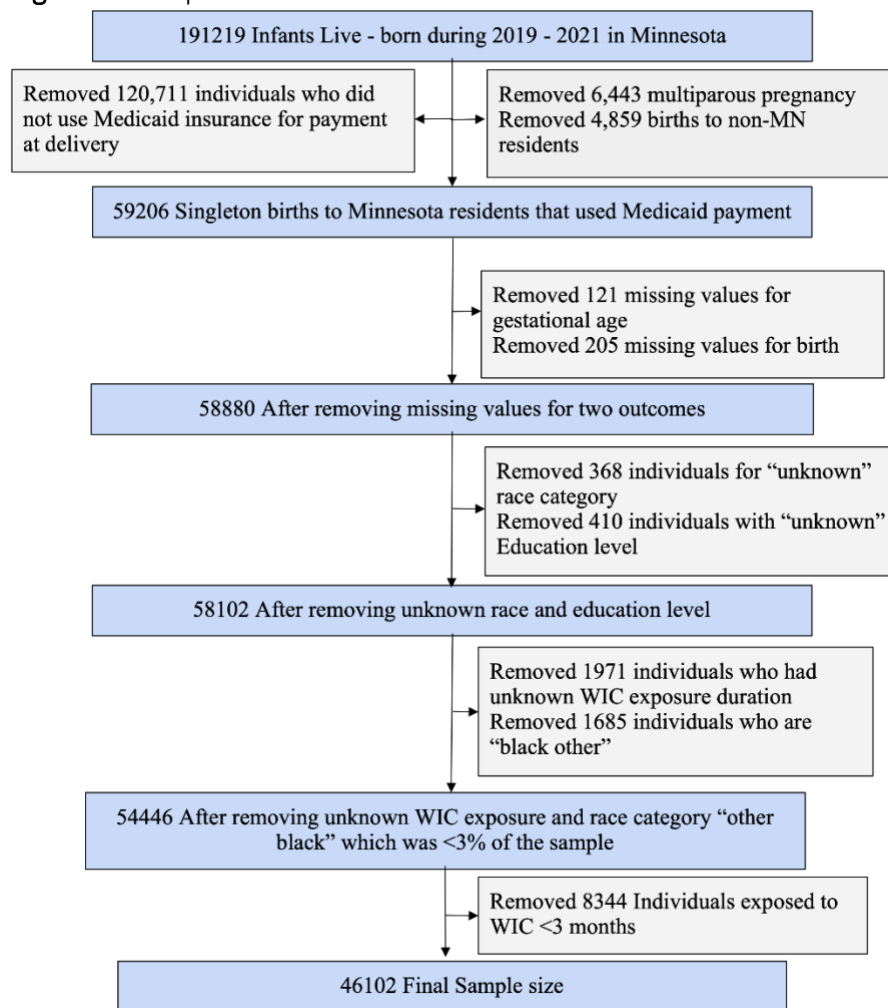 191219 Infants Live - born during 2019 - 2021 in Minnesota
Removed 120,711 individuals who did
not use Medicaid insurance for payment
at delivery
Removed 6,443 multiparous pregnancy
Removed 4,859 births to non-MN
residents
59206 Singleton births to Minnesota residents that used Medicaid payment
Removed 121 missing values for
gestational age
Removed 205 missing values for birth
58880 After removing missing values for two outcomes
Removed 368 individuals for “unknown”
race category
Removed 410 individuals with “unknown”
Education level
58102 After removing unknown race and education level
Removed 1971 individuals who had
unknown WIC exposure duration
Removed 1685 individuals who are
“black other”
54446 After removing unknown WIC exposure and race category “other
black” which was <3% of the sample
Removed 8344 Individuals exposed to
WIC <3 months
46102 Final Sample size